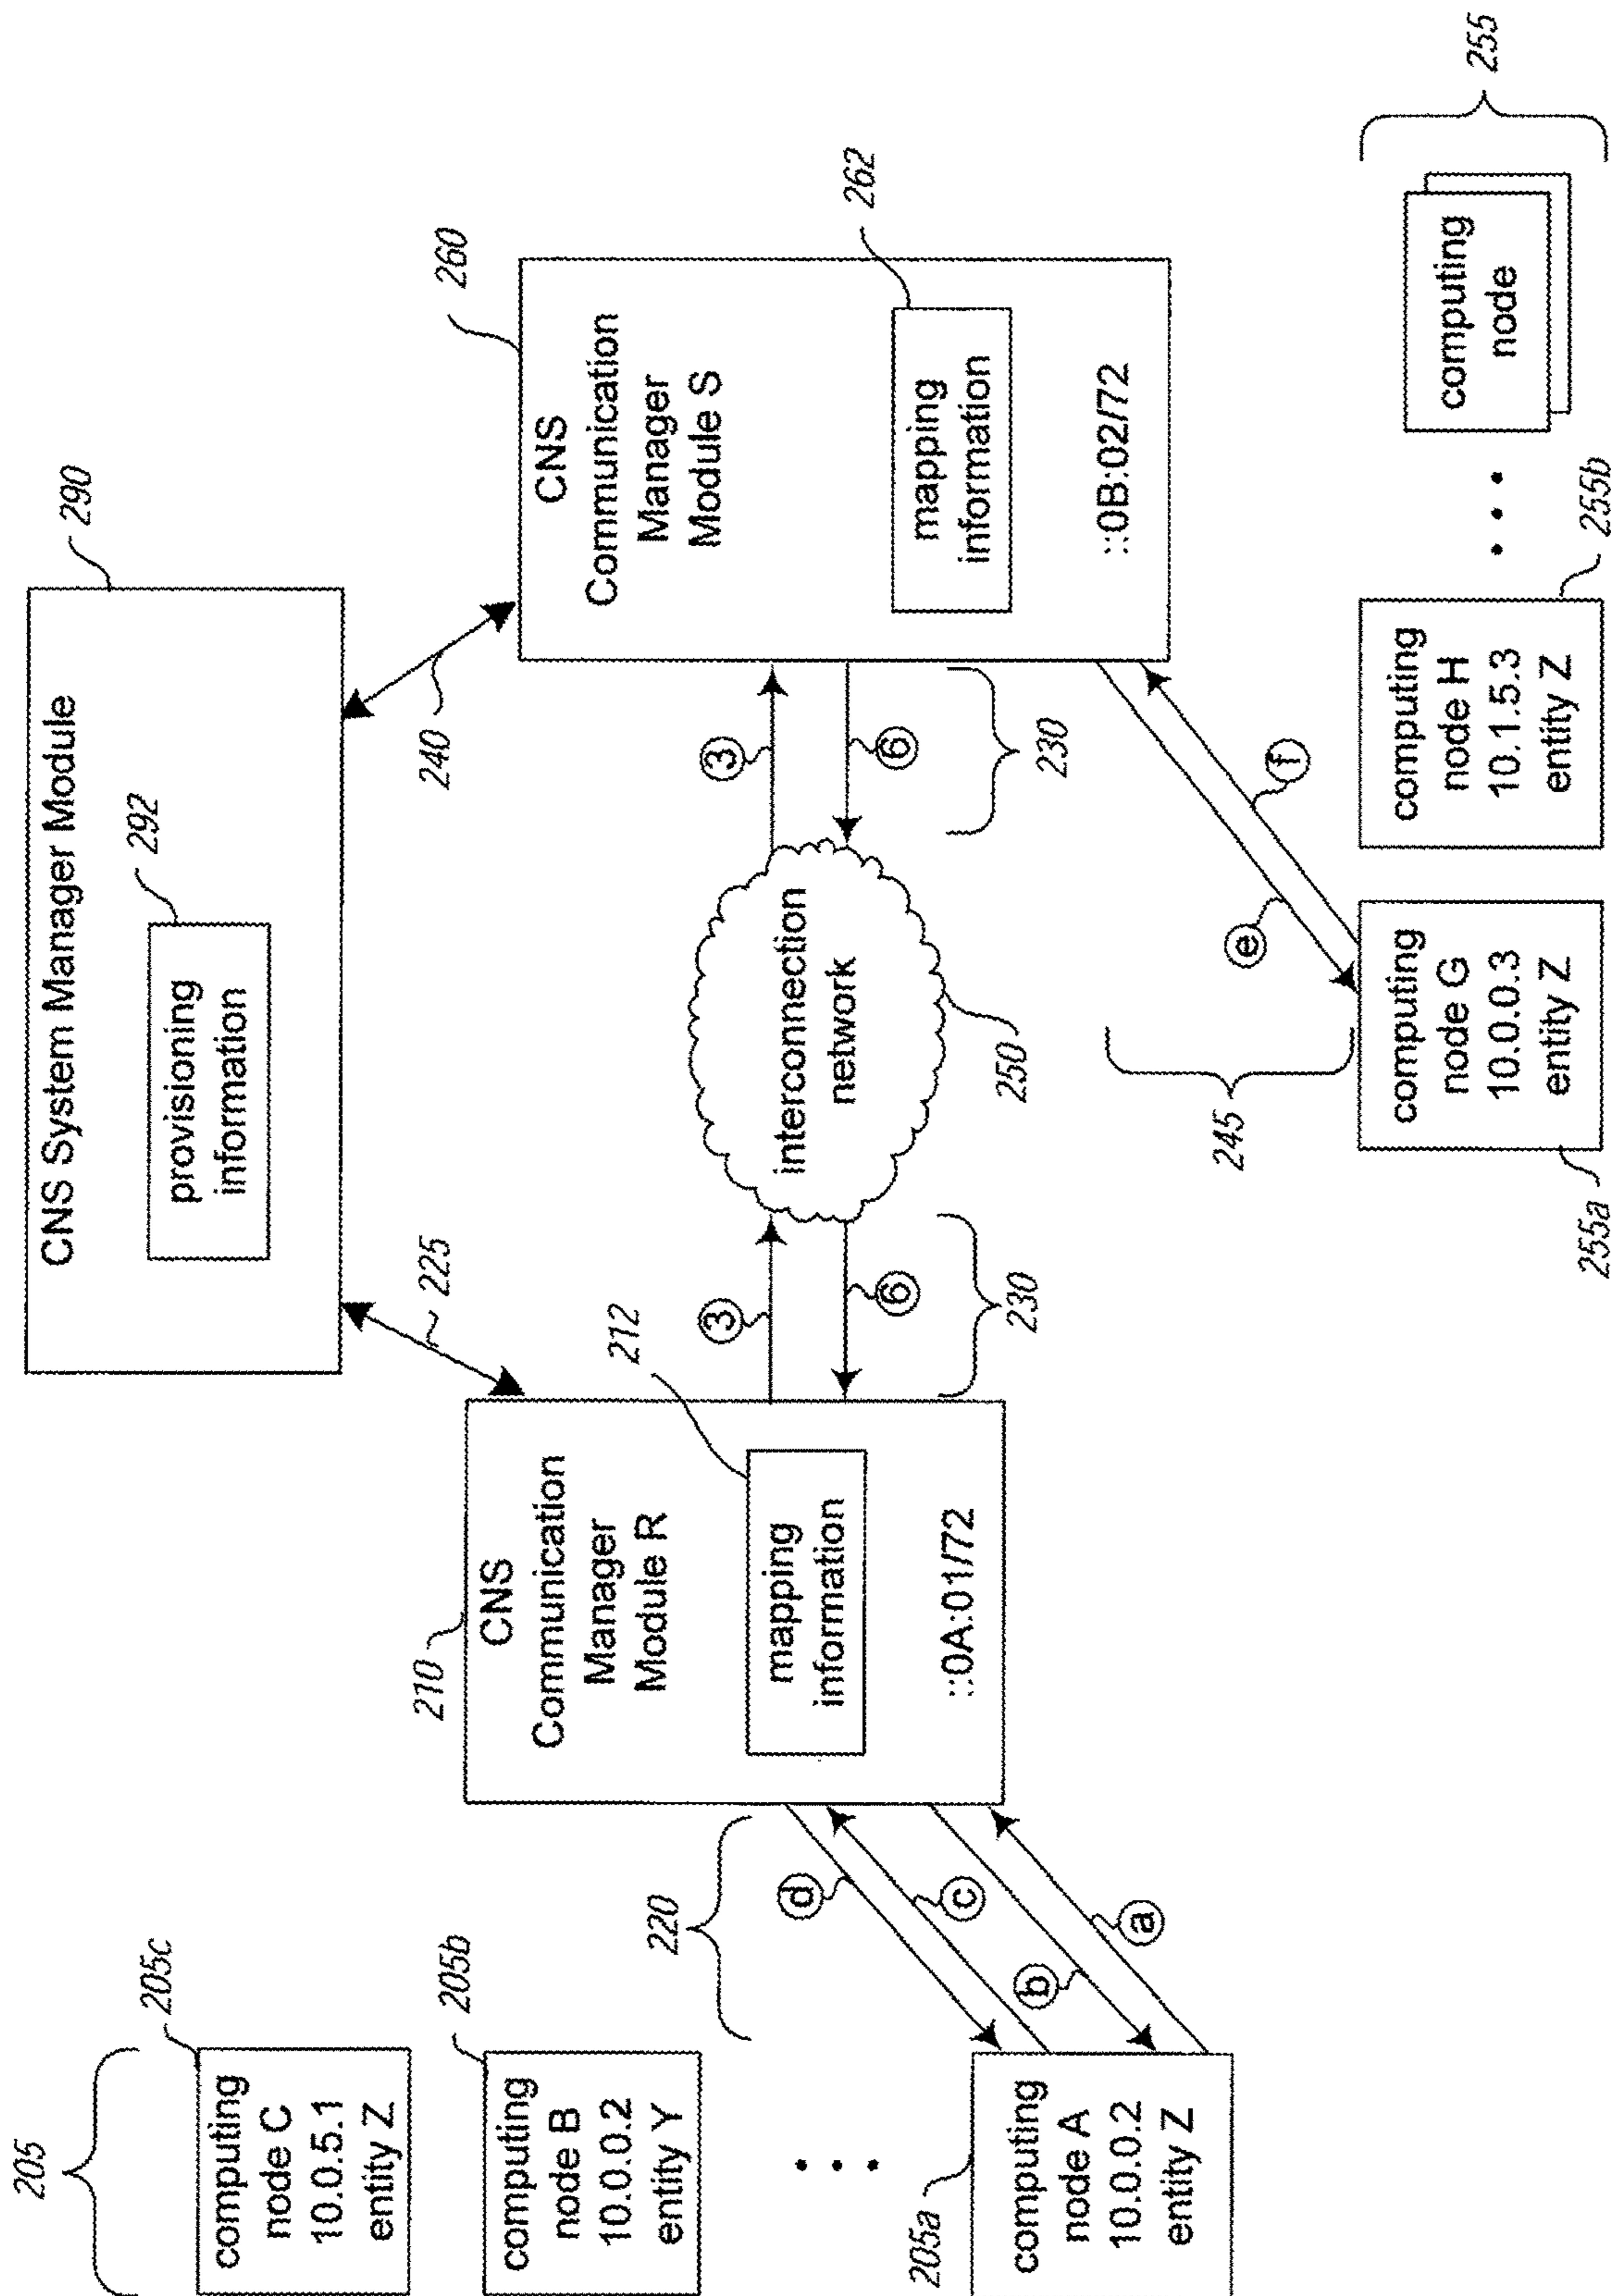 CNS System Manager Module
290
provisioning
information
292
225
240
205
computing
node C
10.0.5.1
entity Z
205c
computing
node B
10.0.0.2
entity Y
205b
computing
node A
10.0.0.2
entity Z
205a
220
d
c
b
a
210
CNS
Communication
Manager
Module R
212
mapping
information
::0A:01/72
3
6
230
interconnection
network
250
3
6
230
260
CNS
Communication
Manager
Module S
262
mapping
information
::0B:02/72
e
f
245
computing
node G
10.0.0.3
entity Z
255a
computing
node H
10.1.5.3
entity Z
255b
computing
node
255